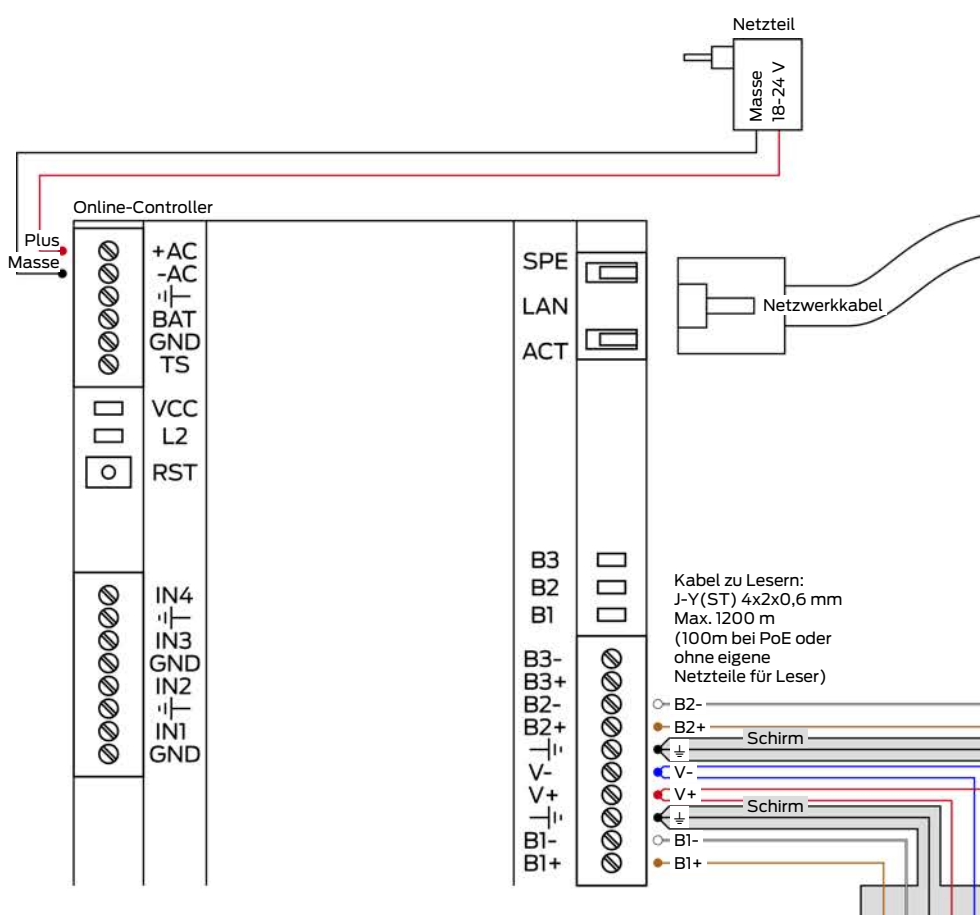 Netzteil
Masse
18-24 V
Online-Controller
Plus
Masse
+AC
-AC
BAT
GND
TS
VCC
L2
RST
IN4
IN3
GND
IN2
IN1
GND
SPE
LAN
ACT
Netzwerkkabel
B3
B2
B1
Kabel zu Lesern:
J-Y(ST) 4x2x0,6 mm
Max. 1200 m
(100m bei PoE oder
ohne eigene
Netzteile für Leser)
B3-
B3+
B2-
B2+
V-
V+
B1-
B1+
B2-
B2+
Schirm
V-
V+
Schirm
B1-
B1+